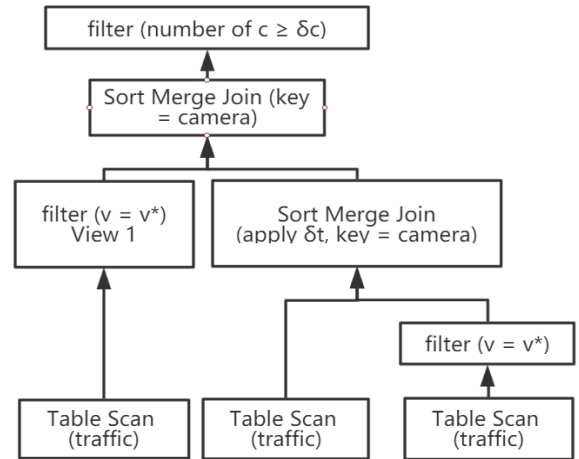 filter (number of c ≥ δc)
Sort Merge Join (key
= camera)
filter (v = v*)
View 1
Sort Merge Join
(apply δt, key = camera)
filter (v = v*)
Table Scan
(traffic)
Table Scan
(traffic)
Table Scan
(traffic)